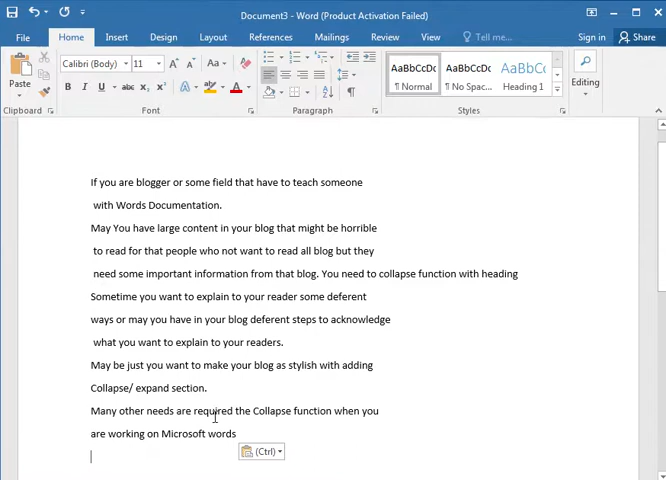 Document3 - Word (Product Activation Failed)
File Home Insert Design Layout References Mailings Review View Tell me... Sign in Share
Calibri (Body) 11 Aa
Paste
B I U abc X₂ X² A A
AaBbCcDc AaBbCcDc AaBbCc
¶ Normal ¶ No Spac... Heading 1
Editing
Clipboard Font Paragraph Styles
If you are blogger or some field that have to teach someone
with Words Documentation.
May You have large content in your blog that might be horrible
to read for that people who not want to read all blog but they
need some important information from that blog. You need to collapse function with heading
Sometime you want to explain to your reader some deferent
ways or may you have in your blog deferent steps to acknowledge
what you want to explain to your readers.
May be just you want to make your blog as stylish with adding
Collapse/ expand section.
Many other needs are required the Collapse function when you
are working on Microsoft words
(Ctrl)